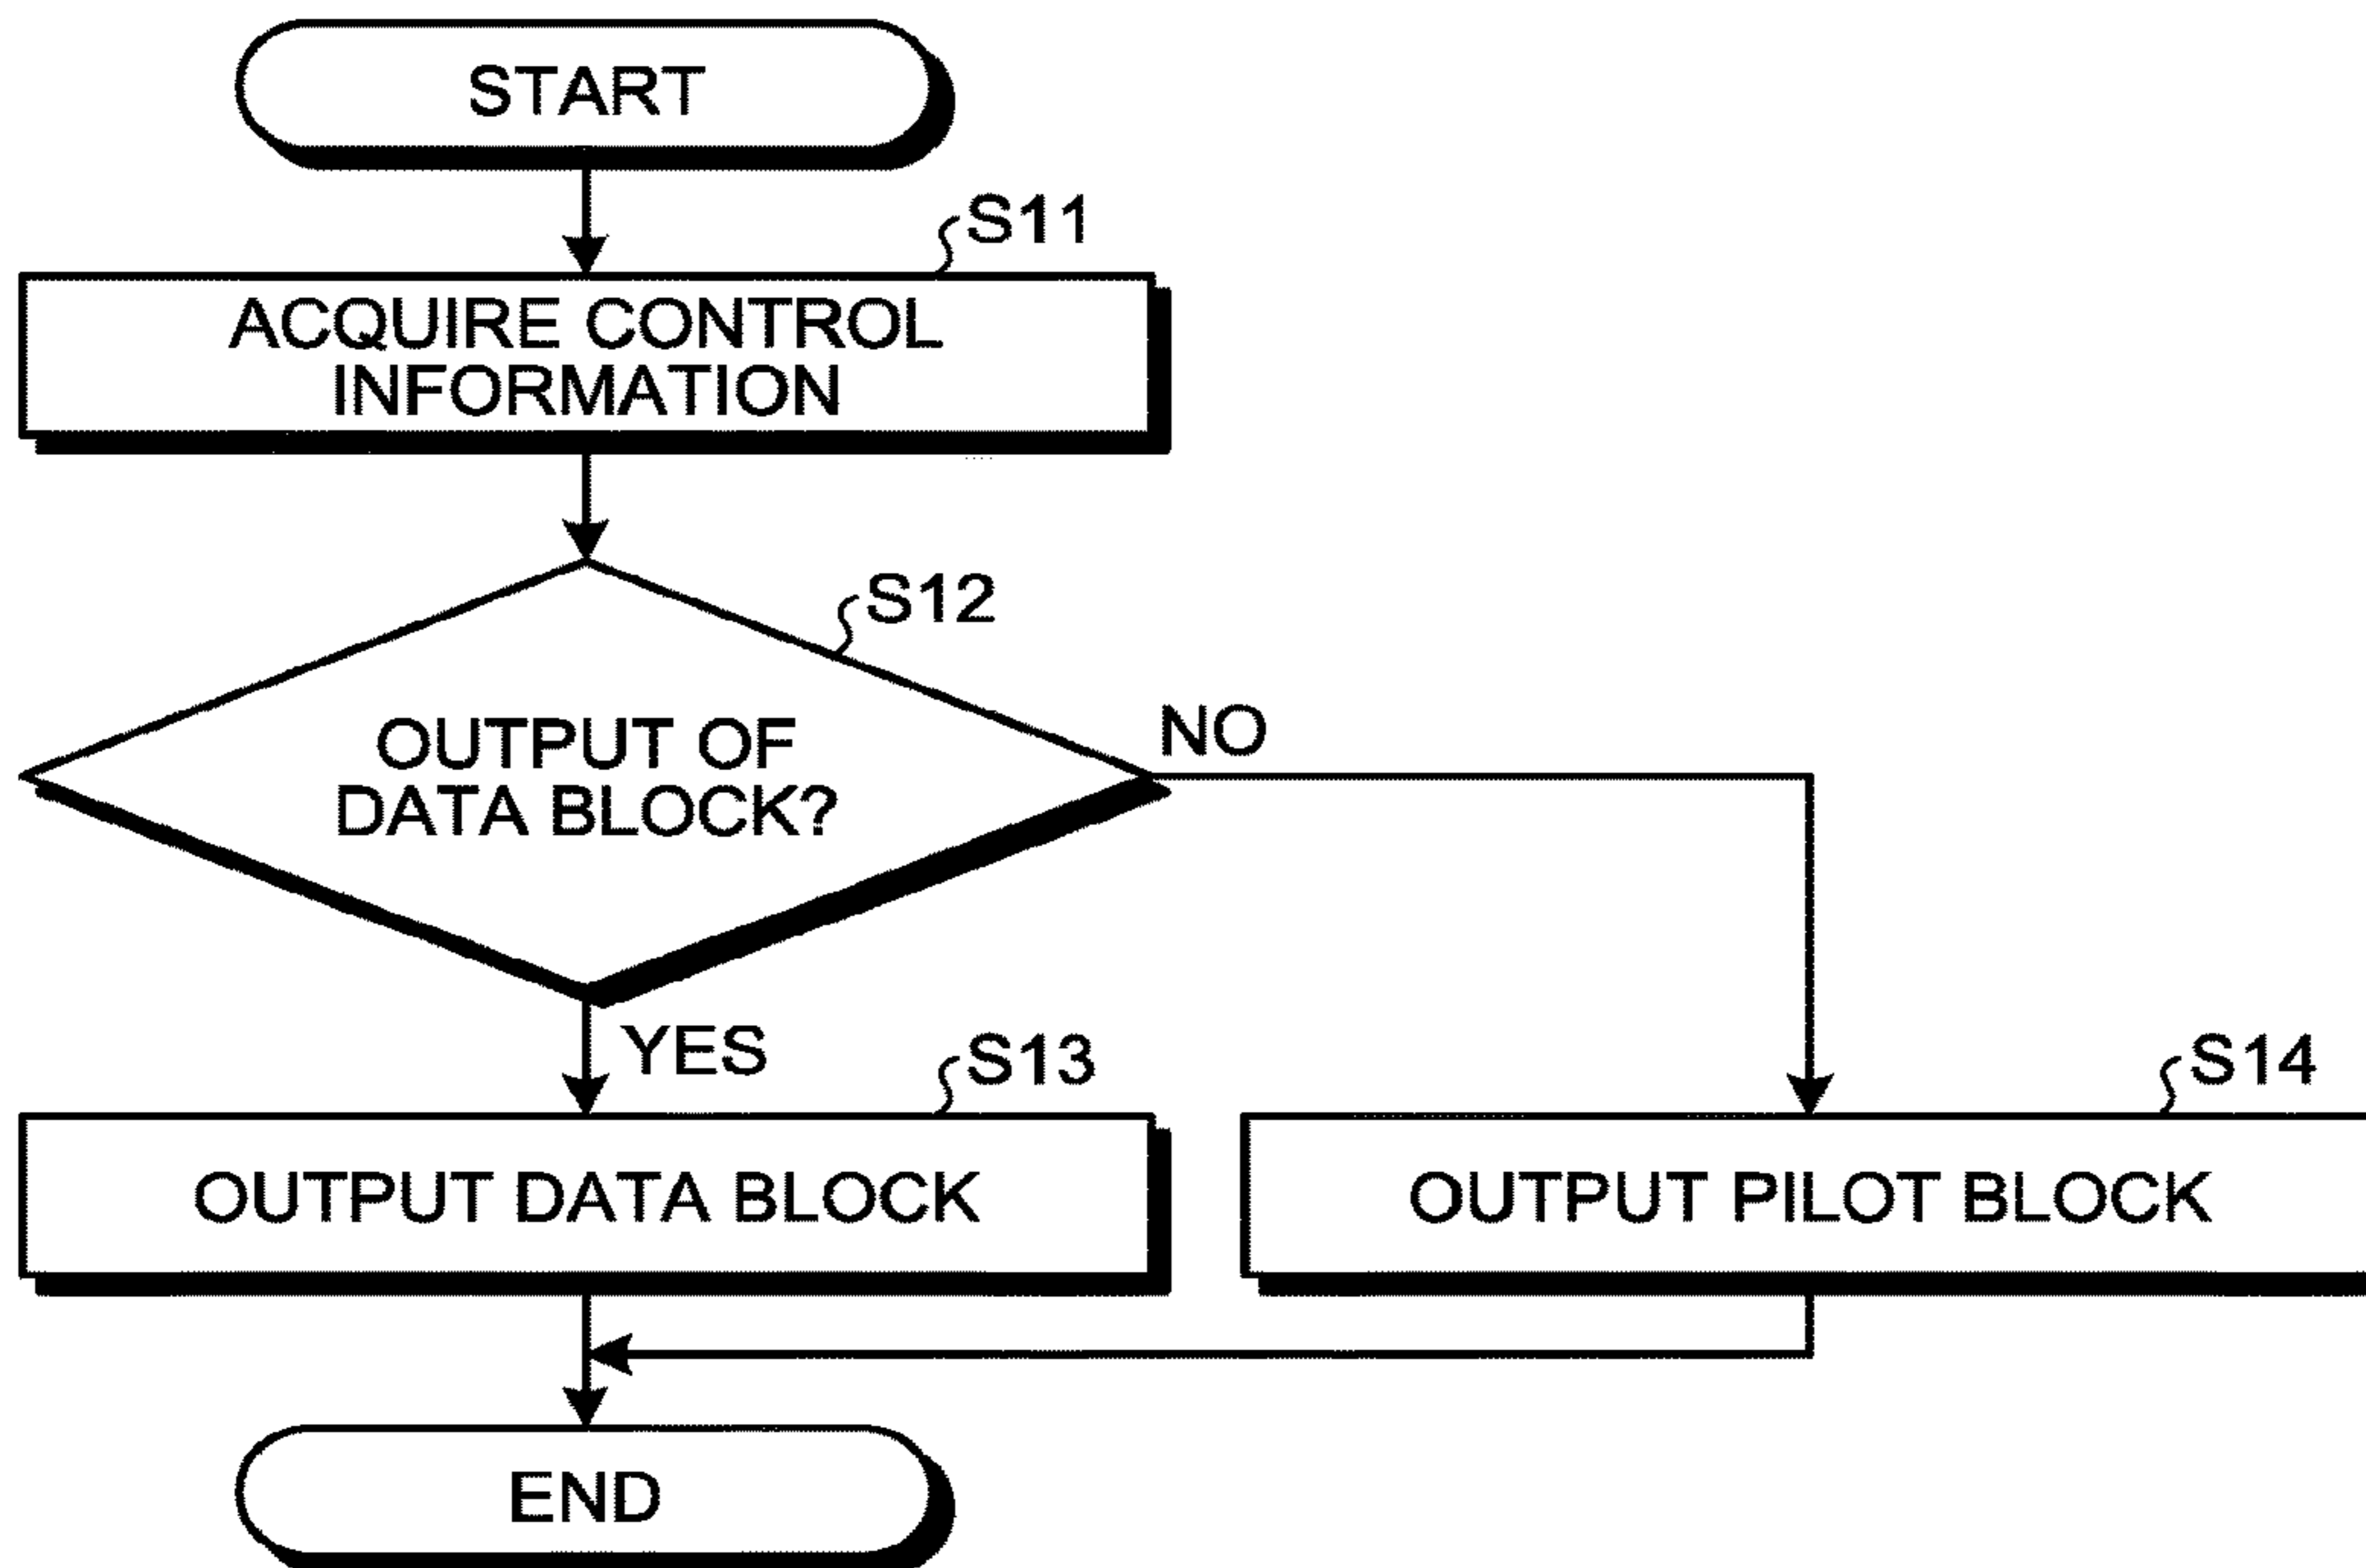 START
S11
ACQUIRE CONTROL
INFORMATION
S12
OUTPUT OF
DATA BLOCK?
NO
YES
S13
S14
OUTPUT DATA BLOCK
OUTPUT PILOT BLOCK
END